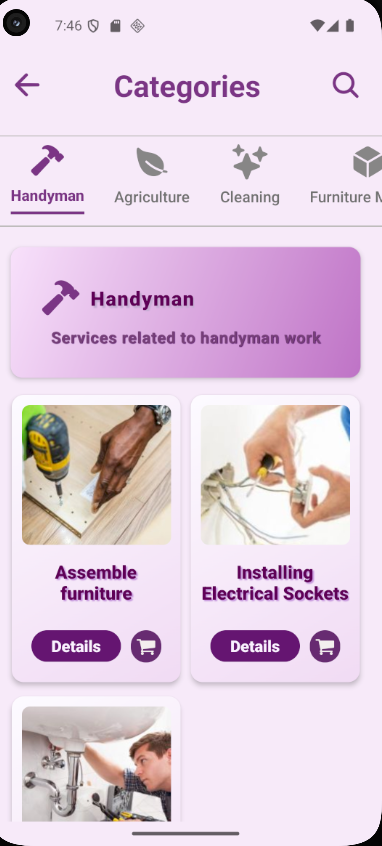 7:46
Categories
Handyman
Agriculture
Cleaning
Furniture M
Handyman
Services related to handyman work
Assemble
furniture
Installing
Electrical Sockets
Details
Details